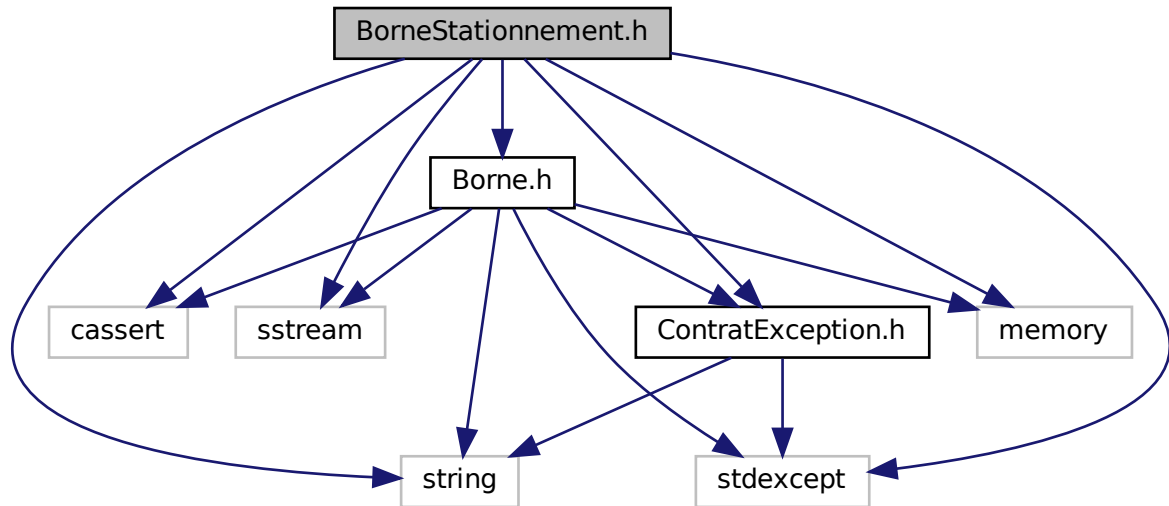 BorneStationnement.h
Borne.h
cassert
sstream
ContratException.h
memory
string
stdexcept